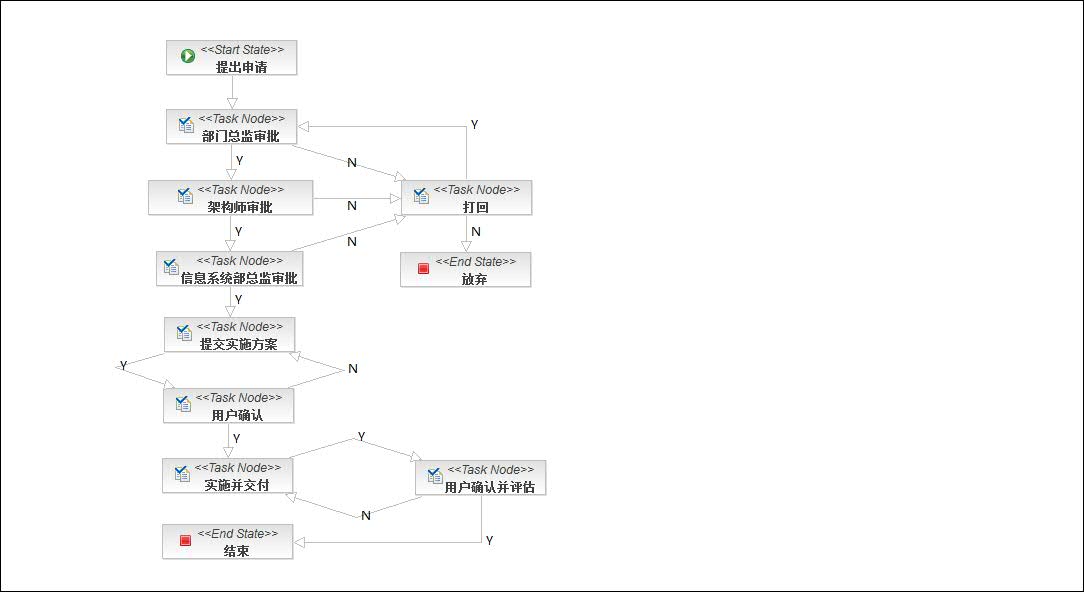 <<Start State>>
提出申请
<<Task Node>>
部门总监审批
Y
Y
N
<<Task Node>>
架构师审批
N
<<Task Node>>
打回
Y
N
N
<<Task Node>>
信息系统部总监审批
<<End State>>
放弃
Y
<<Task Node>>
提交实施方案
Y
N
<<Task Node>>
用户确认
Y
Y
<<Task Node>>
实施并交付
<<Task Node>>
用户确认并评估
N
<<End State>>
结束
Y